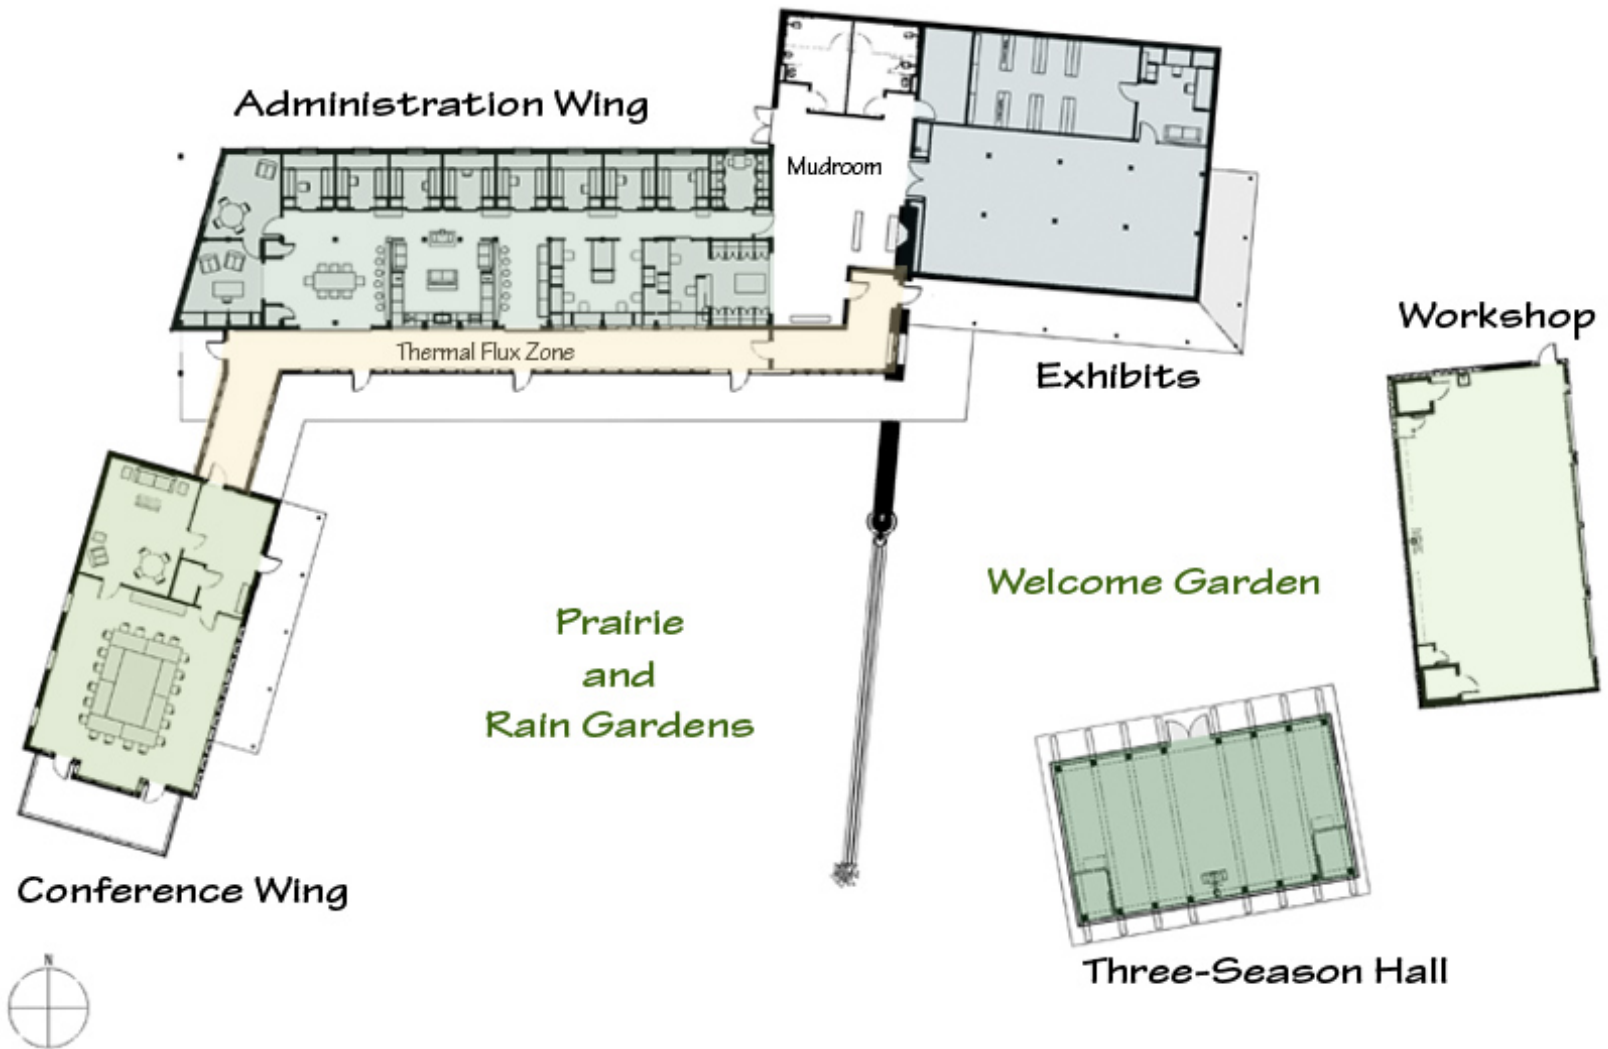 Administration Wing
Mudroom
Thermal Flux Zone
Exhibits
Workshop
Welcome Garden
Prairie
and
Rain Gardens
Conference Wing
Three-Season Hall
N